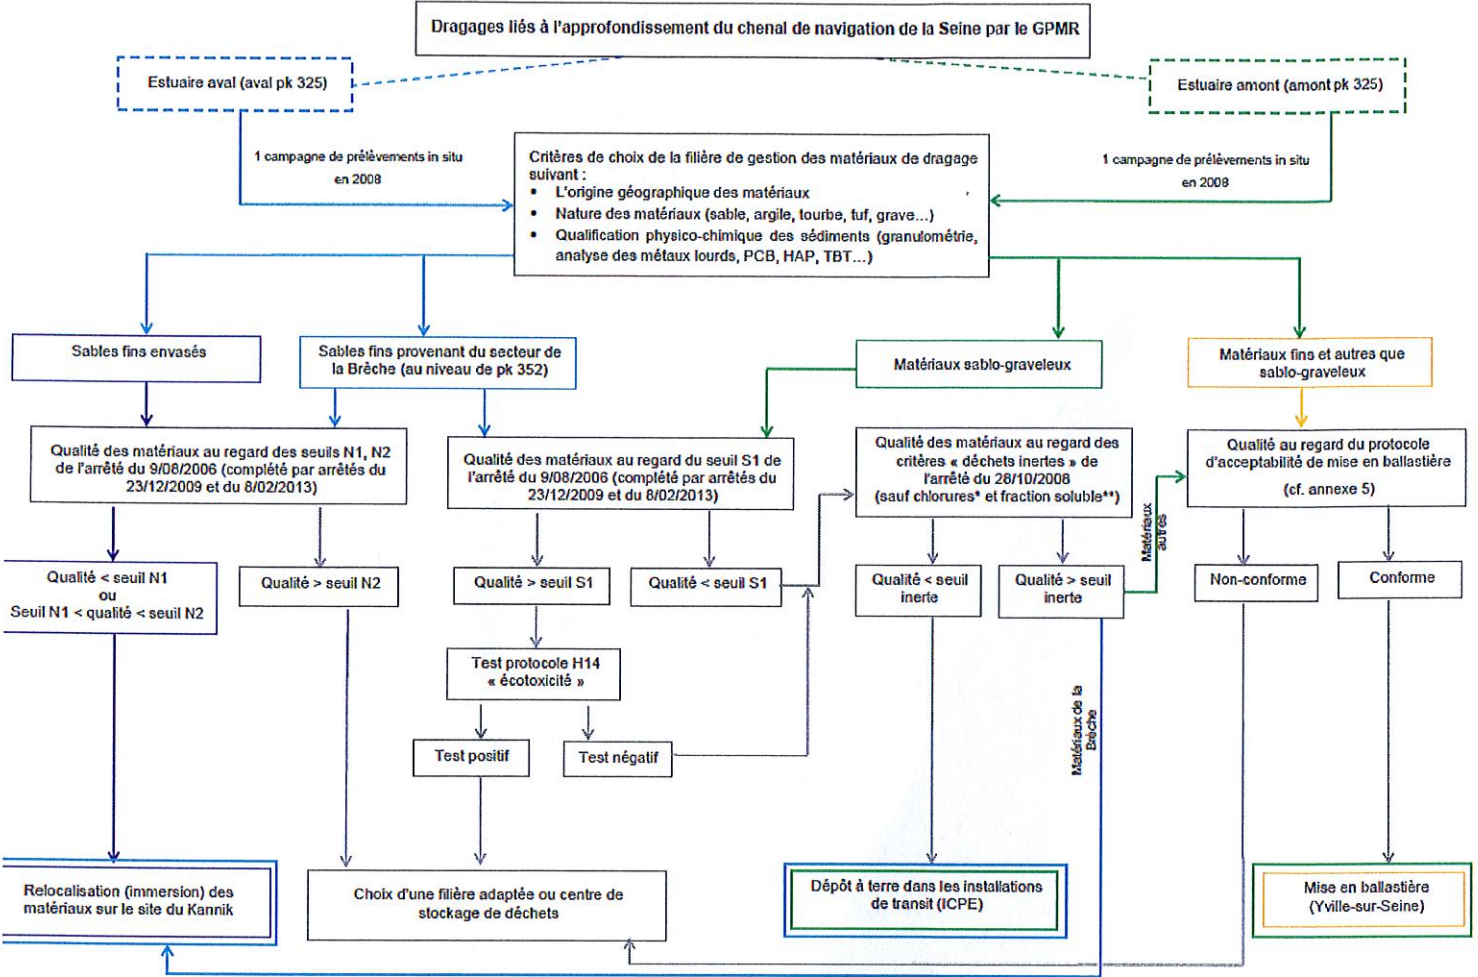 Dragages liés à l'approfondissement du chenal de navigation de la Seine par le GPMR
Estuaire aval (aval pk 325)
Estuaire amont (amont pk 325)
1 campagne de prélèvements in situ
en 2008
Critères de choix de la filière de gestion des matériaux de dragage
suivant :
• L'origine géographique des matériaux
• Nature des matériaux (sable, argile, tourbe, tuf, grave...)
• Qualification physico-chimique des sédiments (granulométrie,
analyse des métaux lourds, PCB, HAP, TBT...)
1 campagne de prélèvements in situ
en 2008
Sables fins envasés
Sables fins provenant du secteur de
la Brèche (au niveau de pk 352)
Matériaux sablo-graveleux
Matériaux fins et autres que
sablo-graveleux
Qualité des matériaux au regard des seuils N1, N2
de l'arrêté du 9/08/2006 (complété par arrêtés du
23/12/2009 et du 8/02/2013)
Qualité des matériaux au regard du seuil S1 de
l'arrêté du 9/08/2006 (complété par arrêtés du
23/12/2009 et du 8/02/2013)
Qualité des matériaux au regard des
critères « déchets inertes » de
l'arrêté du 28/10/2008
(sauf chlorures* et fraction soluble**)
Matériaux
autres
Qualité au regard du protocole
d'acceptabilité de mise en ballastière
(cf. annexe 5)
Qualité < seuil N1
ou
Seuil N1 < qualité < seuil N2
Qualité > seuil N2
Qualité > seuil S1
Qualité < seuil S1
Qualité < seuil
inerte
Qualité > seuil
inerte
Non-conforme
Conforme
Test protocole H14
« écotoxicité »
Test positif
Test négatif
Matériaux de la
Brèche
Relocalisation (immersion) des
matériaux sur le site du Kannik
Choix d'une filière adaptée ou centre de
stockage de déchets
Dépôt à terre dans les installations
de transit (ICPE)
Mise en ballastière
(Yville-sur-Seine)